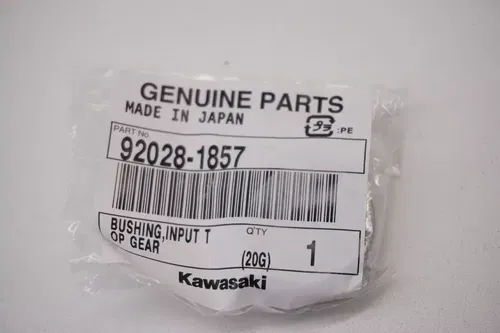 GENUINE PARTS
MADE IN JAPAN
:PE
PART No.
92028-1857
BUSHING,INPUT T
OP GEAR
(20G)
Q'TY
1
Kawasaki